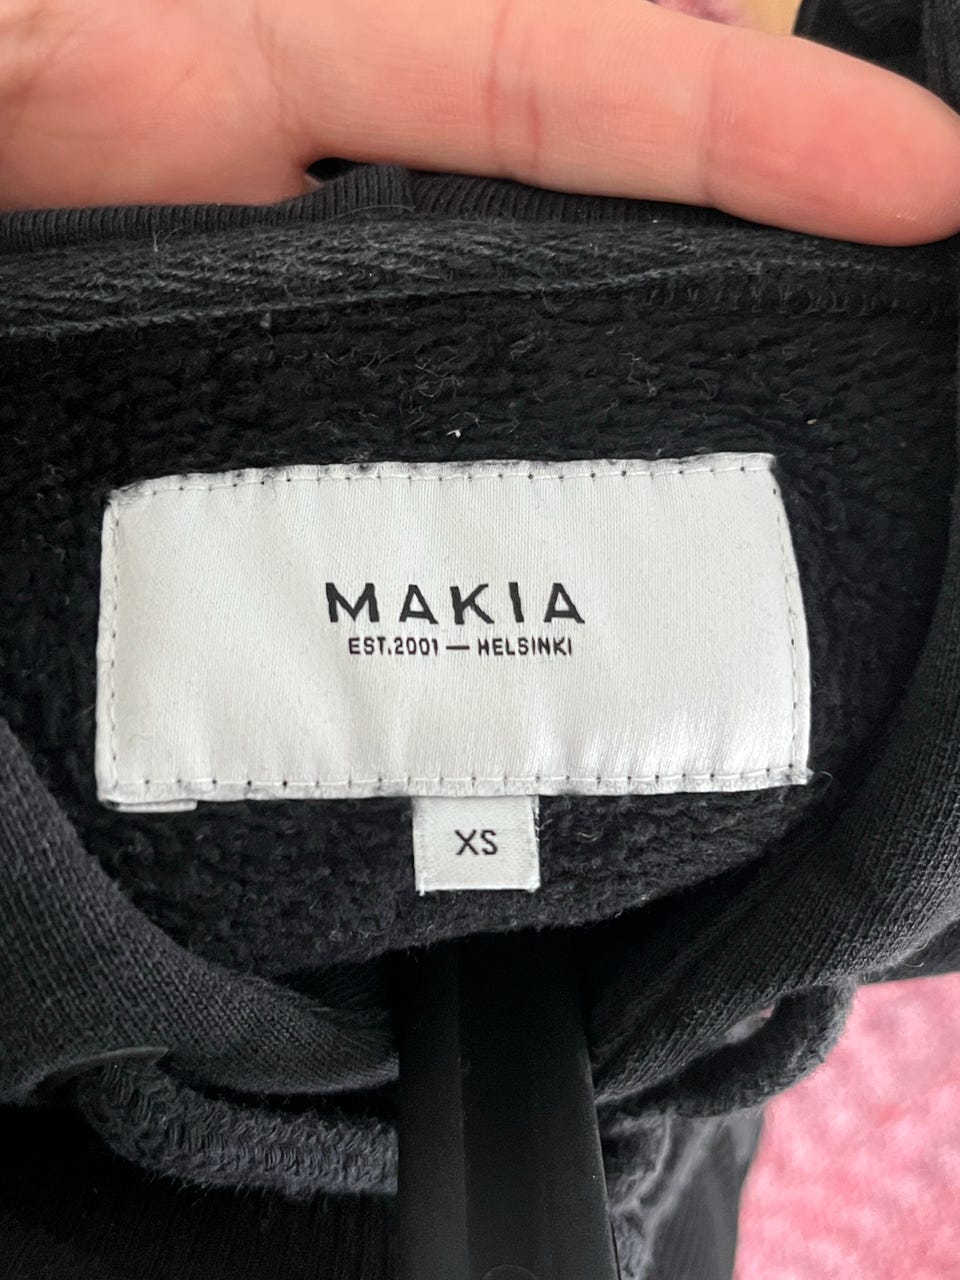 MAKIA
EST.2001 — HELSINKI
XS